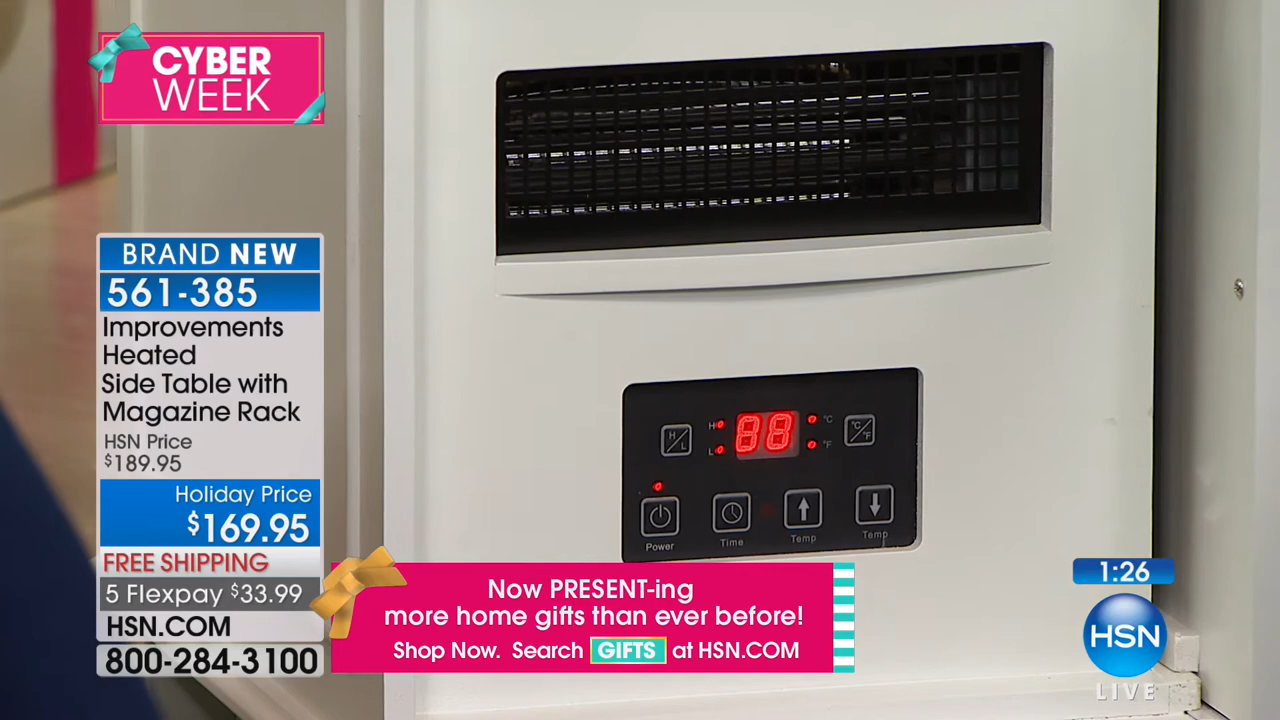 CYBER
WEEK
BRAND NEW
561-385
Improvements
Heated
Side Table with
Magazine Rack
HSN Price
$189.95
Holiday Price
$169.95
FREE SHIPPING
5 Flexpay $33.99
HSN.COM
800-284-3100
H
L
H
L
88
°C
°F
°C
°F
Power
Time
Temp
Temp
Now PRESENT-ing
more home gifts than ever before!
Shop Now. Search GIFTS at HSN.COM
1:26
HSN
LIVE